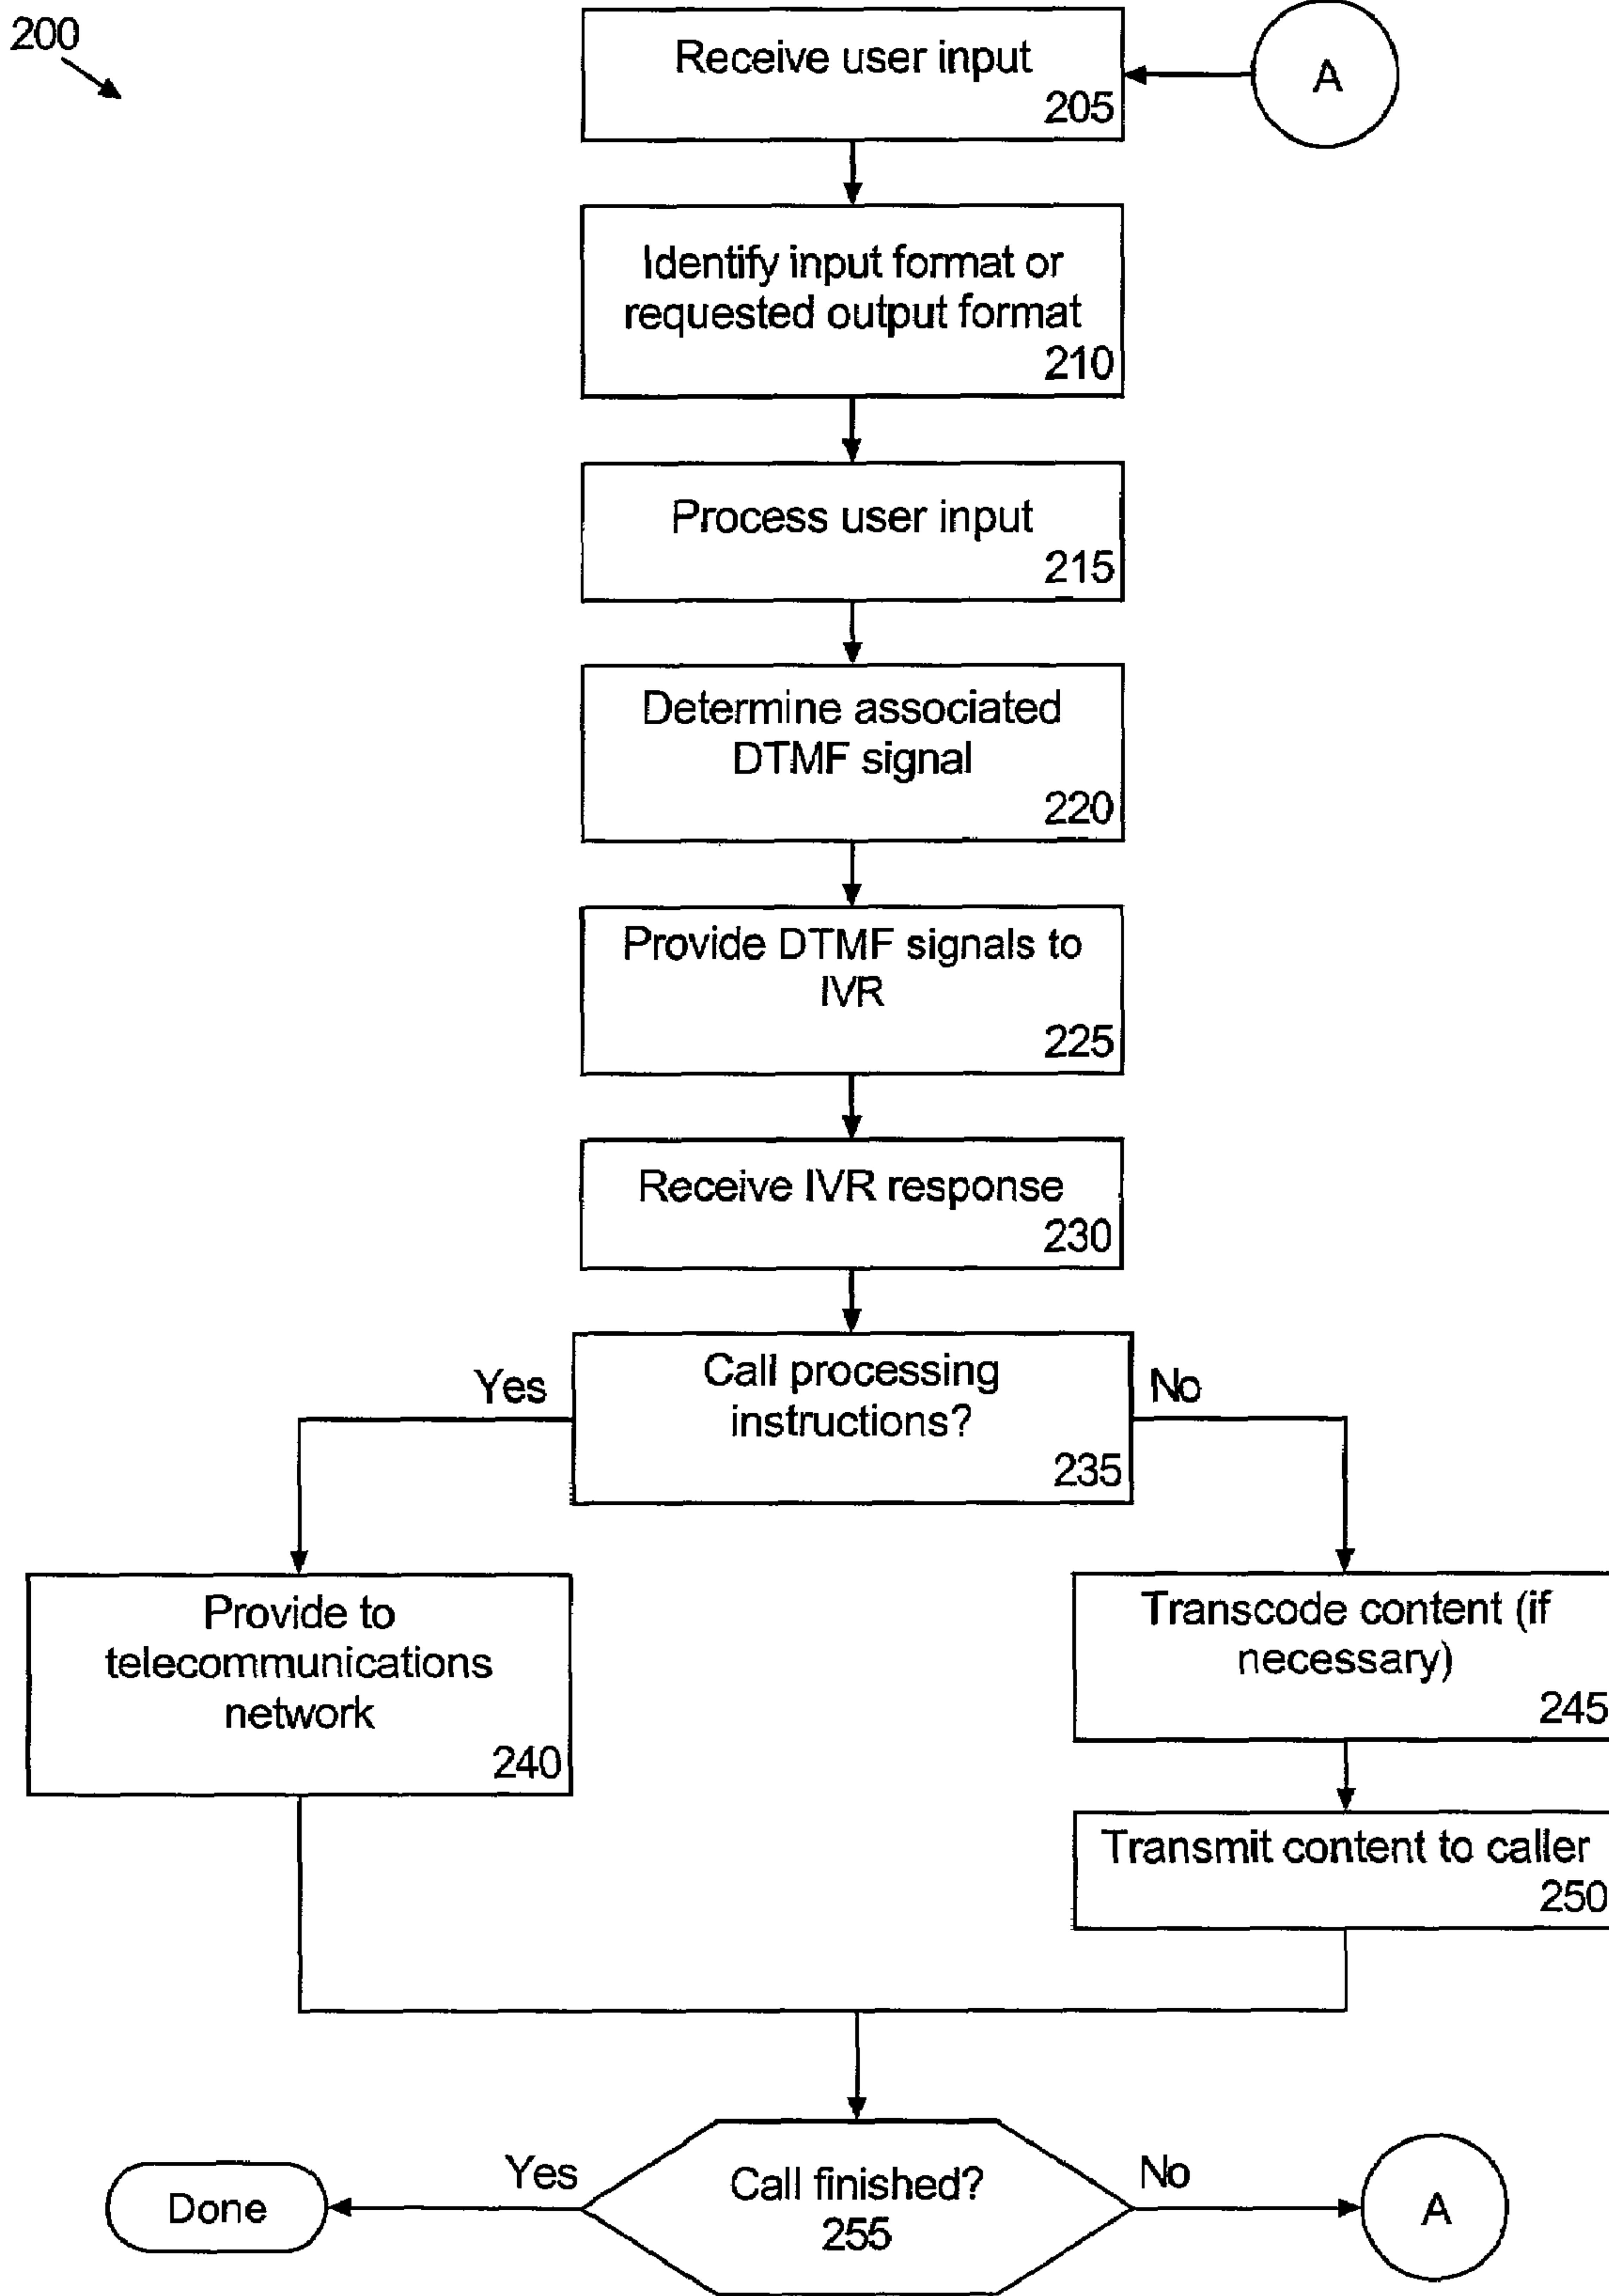 200
Receive user input
205
A
Identify input format or
requested output format
210
Process user input
215
Determine associated
DTMF signal
220
Provide DTMF signals to
IVR
225
Receive IVR response
230
Call processing
instructions?
235
Yes
No
Provide to
telecommunications
network
240
Transcode content (if
necessary)
245
Transmit content to caller
250
Call finished?
255
Yes
No
Done
A